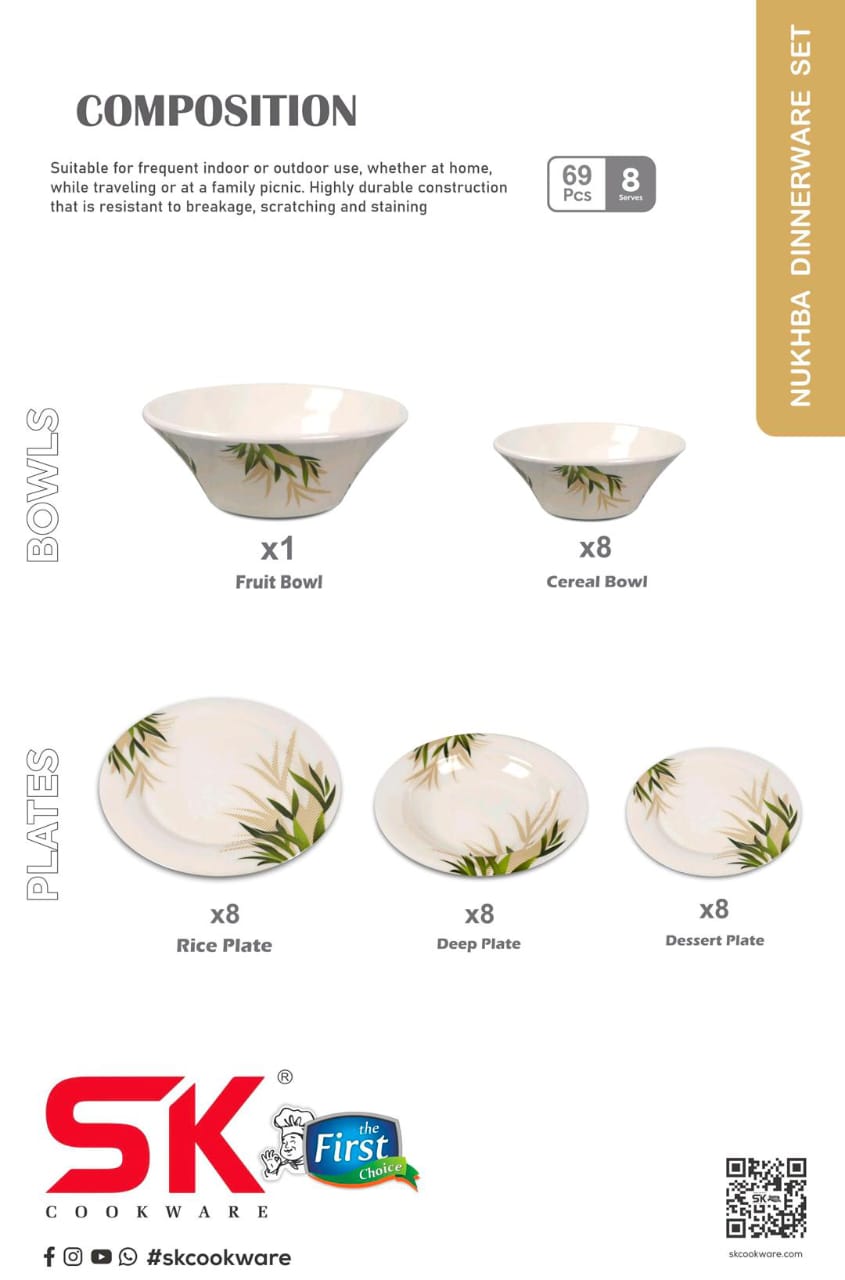 NUKHBA DINNERWARE SET
COMPOSITION
Suitable for frequent indoor or outdoor use, whether at home,
while traveling or at a family picnic. Highly durable construction
that is resistant to breakage, scratching and staining
69
Pcs
8
Serves
BOWLS
x1
Fruit Bowl
x8
Cereal Bowl
PLATES
x8
Rice Plate
x8
Deep Plate
x8
Dessert Plate
SK®
COOKWARE
the
First
Choice
#skcookware
SK
skcookware.com